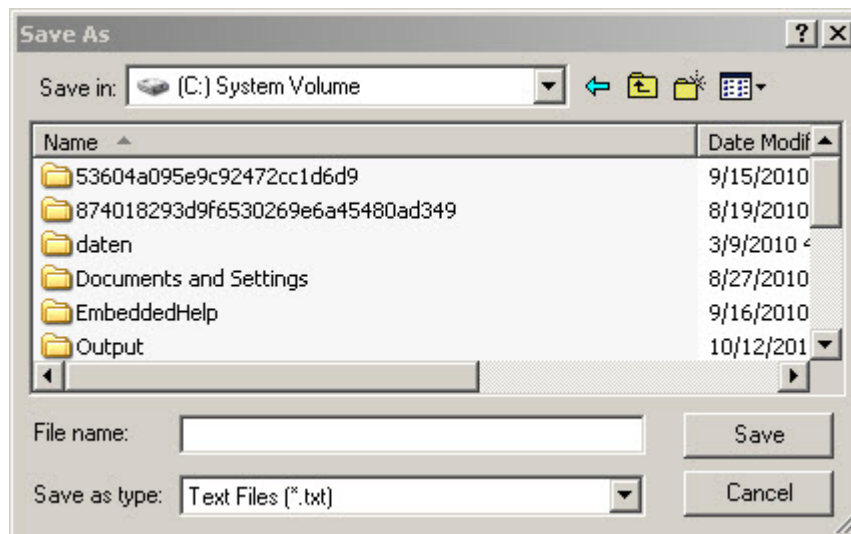 Save As
Save in: (C:) System Volume
Name Date Modif
53604a095e9c92472cc1d6d9 9/15/2010
874018293d9f6530269e6a45480ad349 8/19/2010
daten 3/9/2010 4
Documents and Settings 8/27/2010
EmbeddedHelp 9/16/2010
Output 10/12/201
File name: Save
Save as type: Text Files (*.txt) Cancel